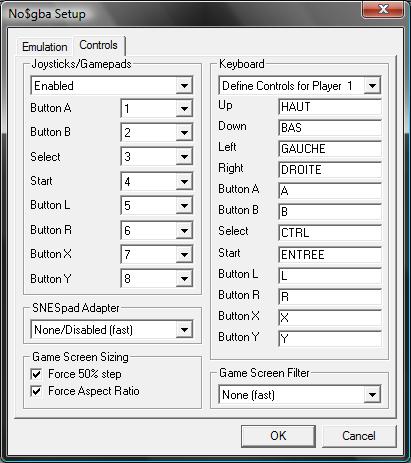 No$gba Setup
Emulation
Controls
Joysticks/Gamepads
Enabled
Button A
1
Button B
2
Select
3
Start
4
Button L
5
Button R
6
Button X
7
Button Y
8
SNESpad Adapter
None/Disabled (fast)
Game Screen Sizing
Force 50% step
Force Aspect Ratio
Keyboard
Define Controls for Player 1
Up
HAUT
Down
BAS
Left
GAUCHE
Right
DROITE
Button A
A
Button B
B
Select
CTRL
Start
ENTREE
Button L
L
Button R
R
Button X
X
Button Y
Y
Game Screen Filter
None (fast)
OK
Cancel